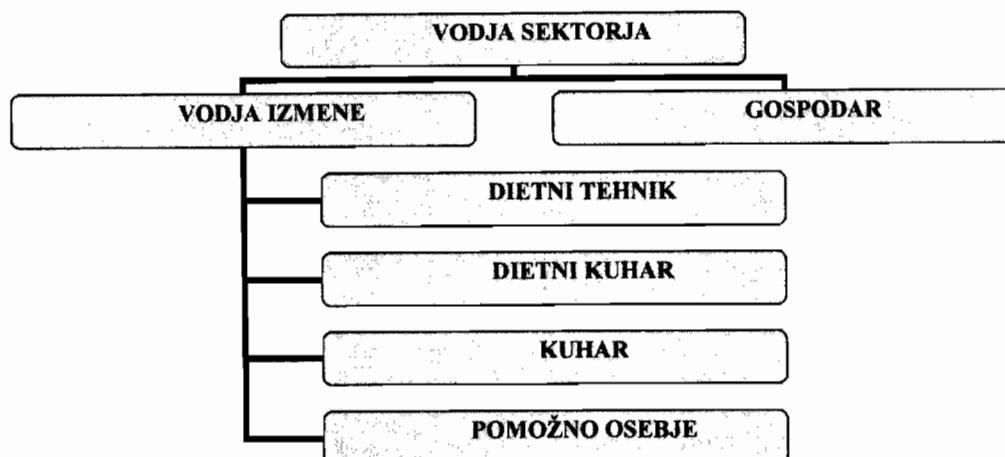 VODJA SEKTORJA
VODJA IZMENE
GOSPODAR
DIETNI TEHNIK
DIETNI KUHAR
KUHAR
POMOŽNO OSEBJE